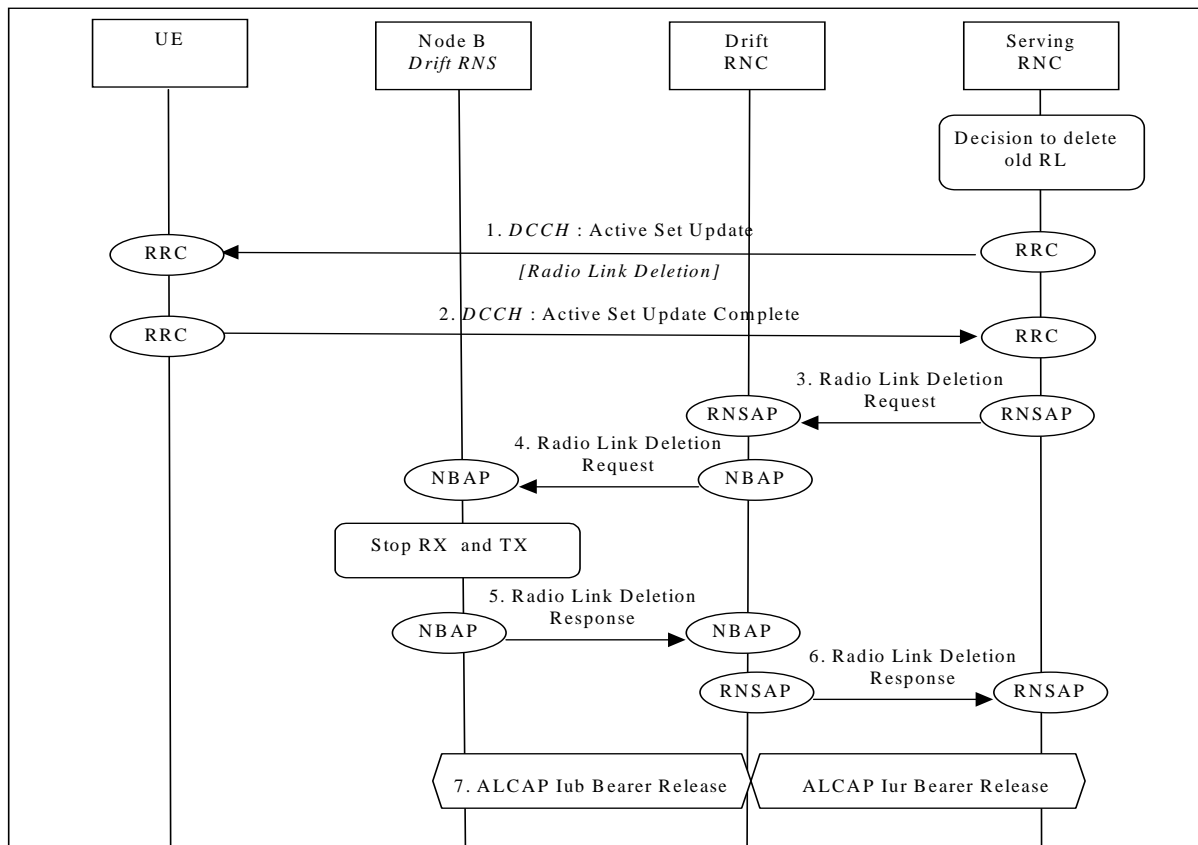 UE
Node B
Drift RNS
Drift
RNC
Serving
RNC
Decision to delete
old RL
1. DCCH : Active Set Update
RRC
RRC
[Radio Link Deletion]
2. DCCH : Active Set Update Complete
RRC
RRC
3. Radio Link Deletion
Request
RNSAP
RNSAP
4. Radio Link Deletion
Request
NBAP
NBAP
Stop RX and TX
5. Radio Link Deletion
Response
NBAP
NBAP
6. Radio Link Deletion
Response
RNSAP
RNSAP
7. ALCAP Iub Bearer Release
ALCAP Iur Bearer Release